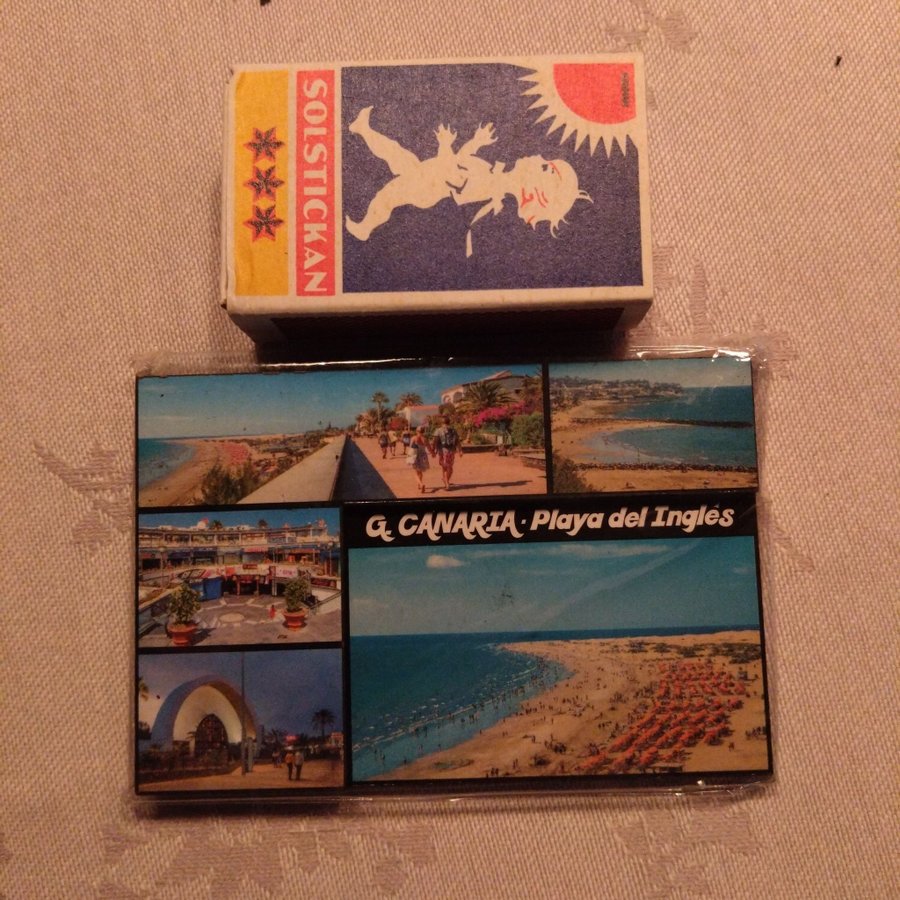 SOLSTICKAN
G. CANARIA · Playa del Inglés